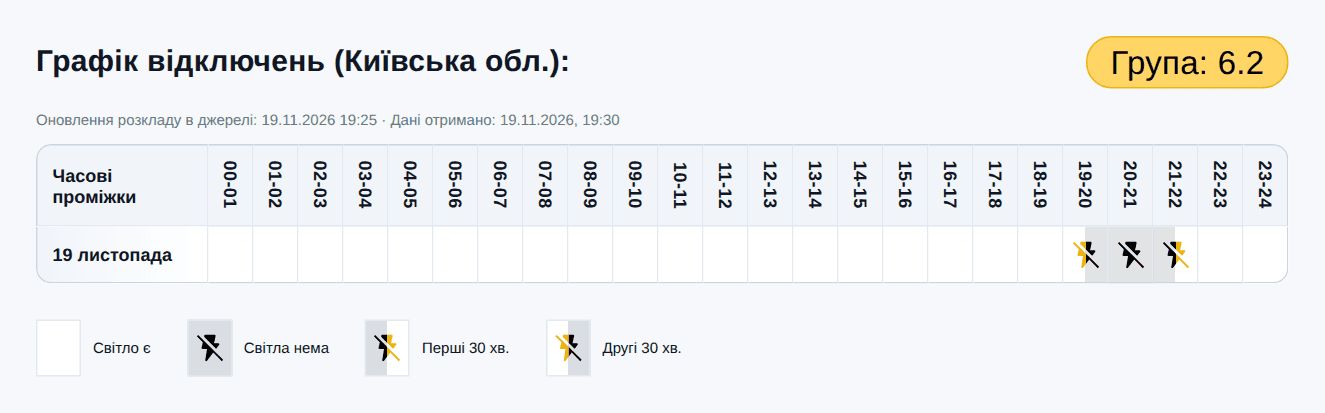 Графік відключень (Київська обл.):
Група: 6.2
Оновлення розкладу в джерелі: 19.11.2026 19:25 · Дані отримано: 19.11.2026, 19:30
Часові
проміжки
00-01
01-02
02-03
03-04
04-05
05-06
06-07
07-08
08-09
09-10
10-11
11-12
12-13
13-14
14-15
15-16
16-17
17-18
18-19
19-20
20-21
21-22
22-23
23-24
19 листопада
Світло є
Світла нема
Перші 30 хв.
Другі 30 хв.